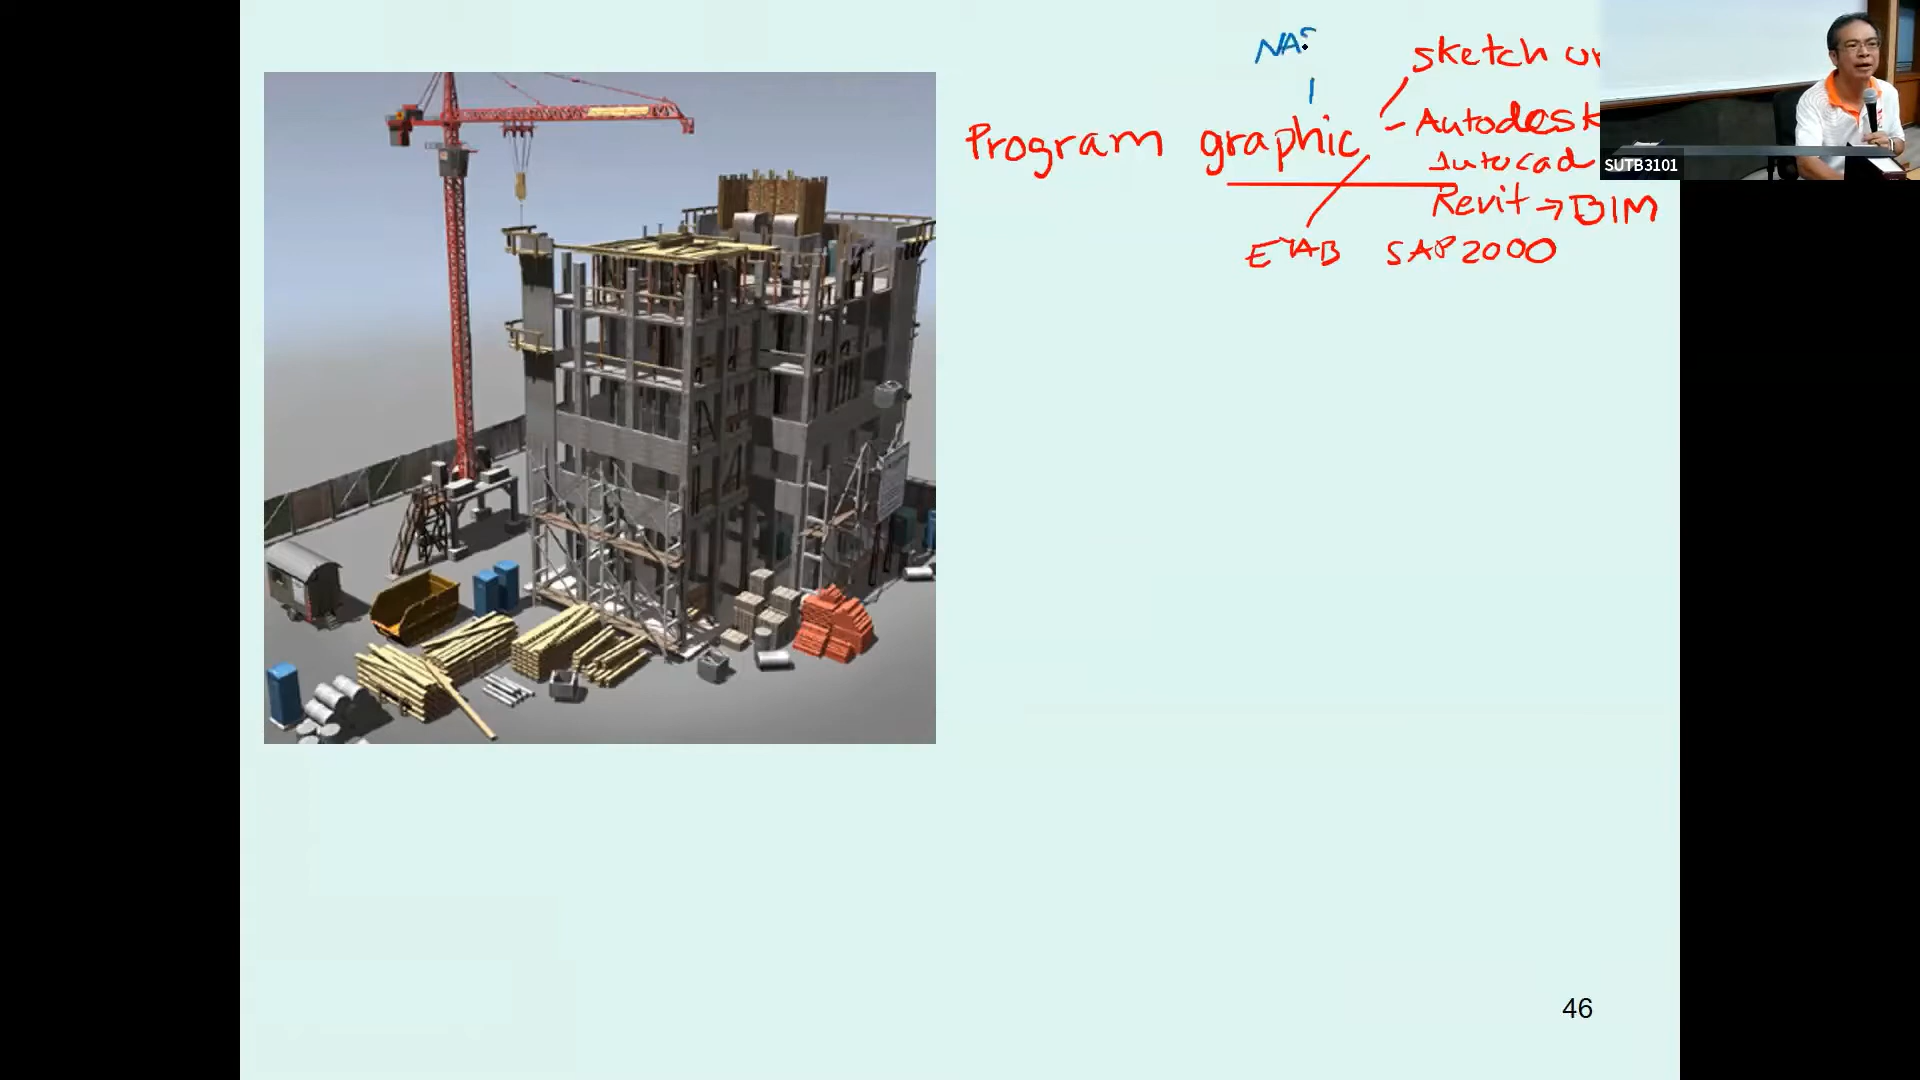 NAS
sketch up
Program graphic
- Autodesk
Autocad
Revit → BIM
ETAB SAP2000
SUTB3101
46